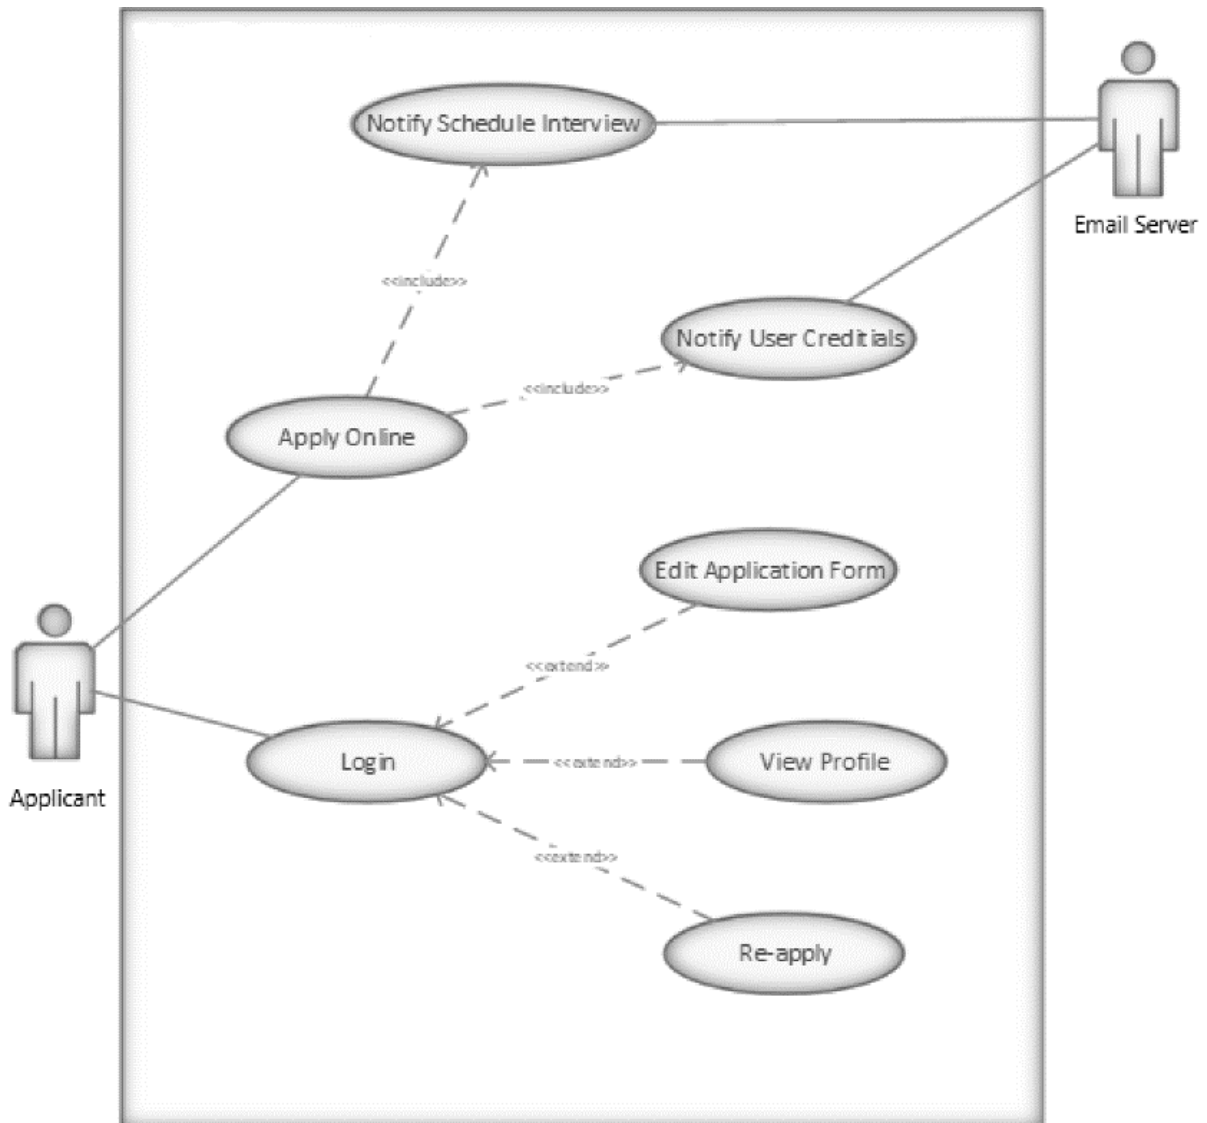 Notify Schedule Interview
Email Server
<<include>>
Notify User Creditials
<<include>>
Apply Online
Edit Application Form
<<extend>>
Login
<<extend>>
View Profile
Applicant
<<extend>>
Re-apply